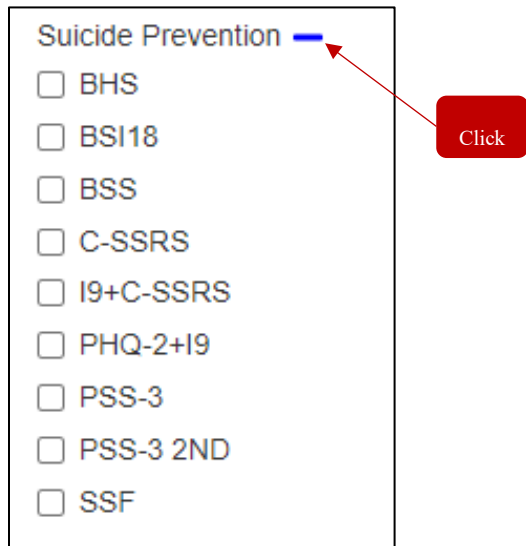 Suicide Prevention
BHS
BSI18
BSS
C-SSRS
I9+C-SSRS
PHQ-2+I9
PSS-3
PSS-3 2ND
SSF
Click